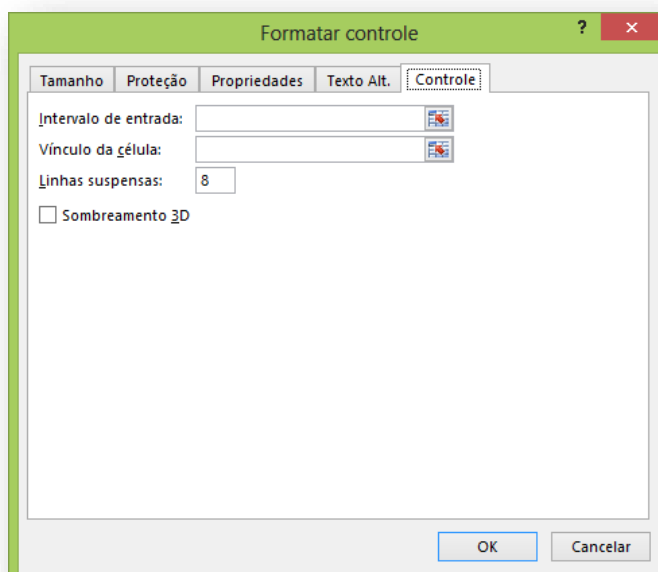 Formatar controle ?
Tamanho Proteção Propriedades Texto Alt. Controle
Intervalo de entrada:
Vínculo da célula:
Linhas suspensas: 8
Sombreamento 3D
OK Cancelar